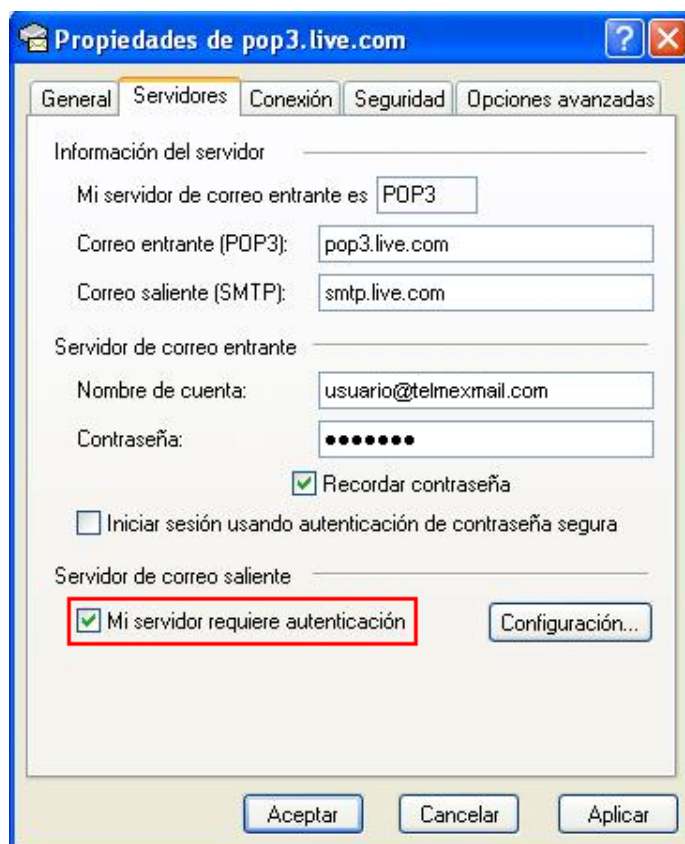 Propiedades de pop3.live.com
General Servidores Conexión Seguridad Opciones avanzadas
Información del servidor
Mi servidor de correo entrante es POP3
Correo entrante (POP3): pop3.live.com
Correo saliente (SMTP): smtp.live.com
Servidor de correo entrante
Nombre de cuenta: usuario@telmexmail.com
Contraseña: ●●●●●●●
Recordar contraseña
Iniciar sesión usando autenticación de contraseña segura
Servidor de correo saliente
Mi servidor requiere autenticación Configuración...
Aceptar Cancelar Aplicar